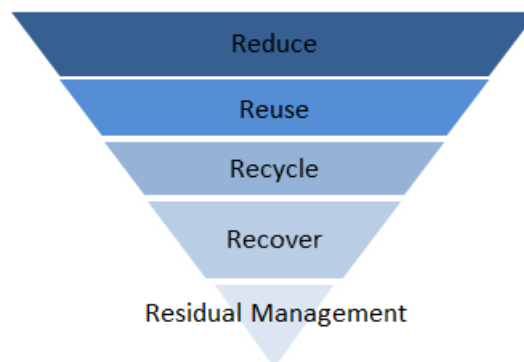 Reduce
Reuse
Recycle
Recover
Residual Management